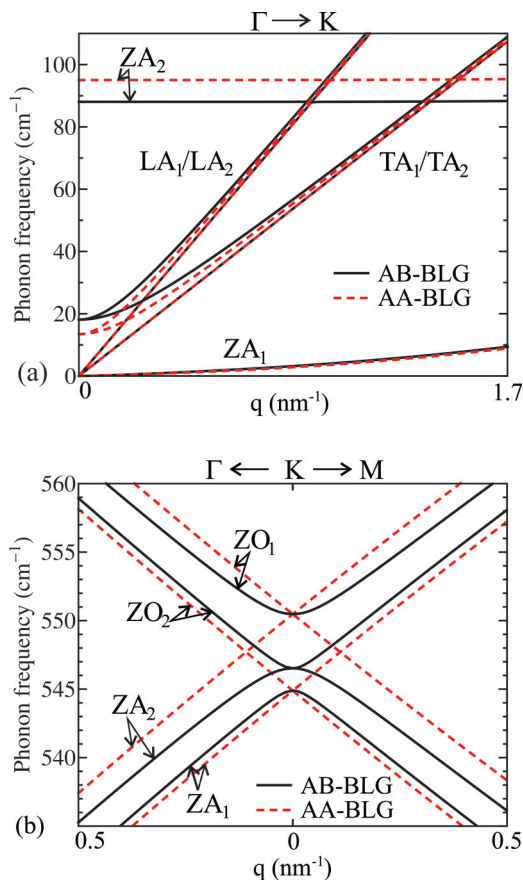 Γ → K
100
80
60
40
20
0
Phonon frequency (cm⁻¹)
ZA₂
LA₁/LA₂
TA₁/TA₂
AB-BLG
AA-BLG
ZA₁
(a)
0
1.7
q (nm⁻¹)
Γ ← K → M
560
555
550
545
540
Phonon frequency (cm⁻¹)
ZO₁
ZO₂
ZA₂
ZA₁
AB-BLG
AA-BLG
(b)
0.5
0
0.5
q (nm⁻¹)